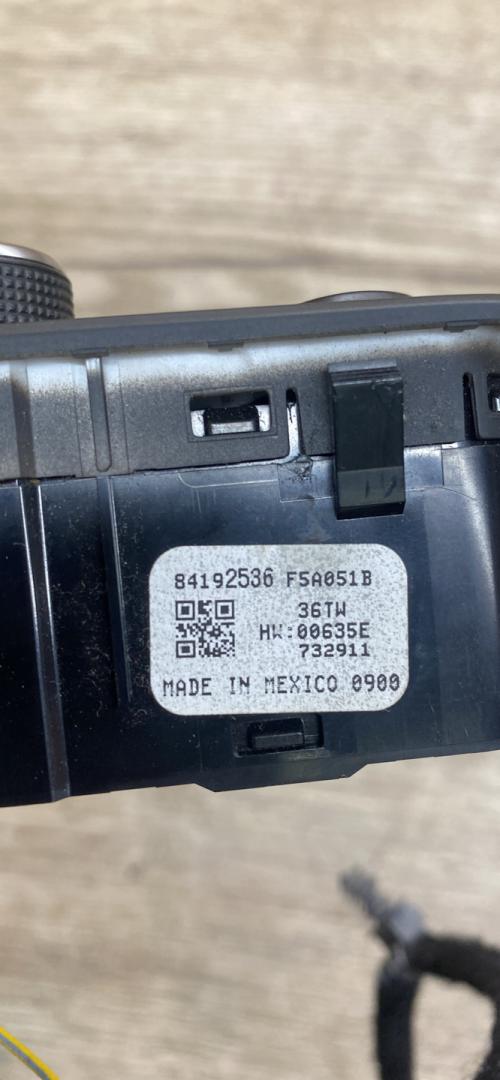 84192536 F5A051B
36TW
HW:00635E
732911
MADE IN MEXICO 0900